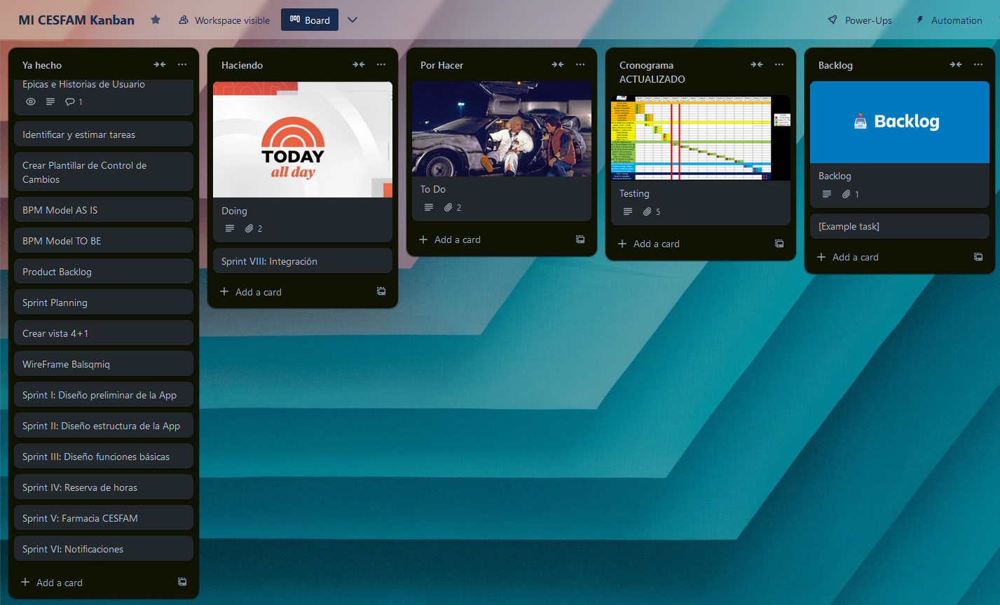 MI CESFAM Kanban
Workspace visible
Board
Power-Ups
Automation
Ya hecho
Epicas e Historias de Usuario
1
Identificar y estimar tareas
Crear Plantillar de Control de
Cambios
BPM Model AS IS
BPM Model TO BE
Product Backlog
Sprint Planning
Crear vista 4+1
WireFrame Balsqmiq
Sprint I: Diseño preliminar de la App
Sprint II: Diseño estructura de la App
Sprint III: Diseño funciones básicas
Sprint IV: Reserva de horas
Sprint V: Farmacia CESFAM
Sprint VI: Notificaciones
Add a card
Haciendo
TODAY
all day
Doing
2
Sprint VIII: Integración
Add a card
Por Hacer
To Do
2
Add a card
Cronograma
ACTUALIZADO
Testing
5
Add a card
Backlog
Backlog
Backlog
1
[Example task]
Add a card